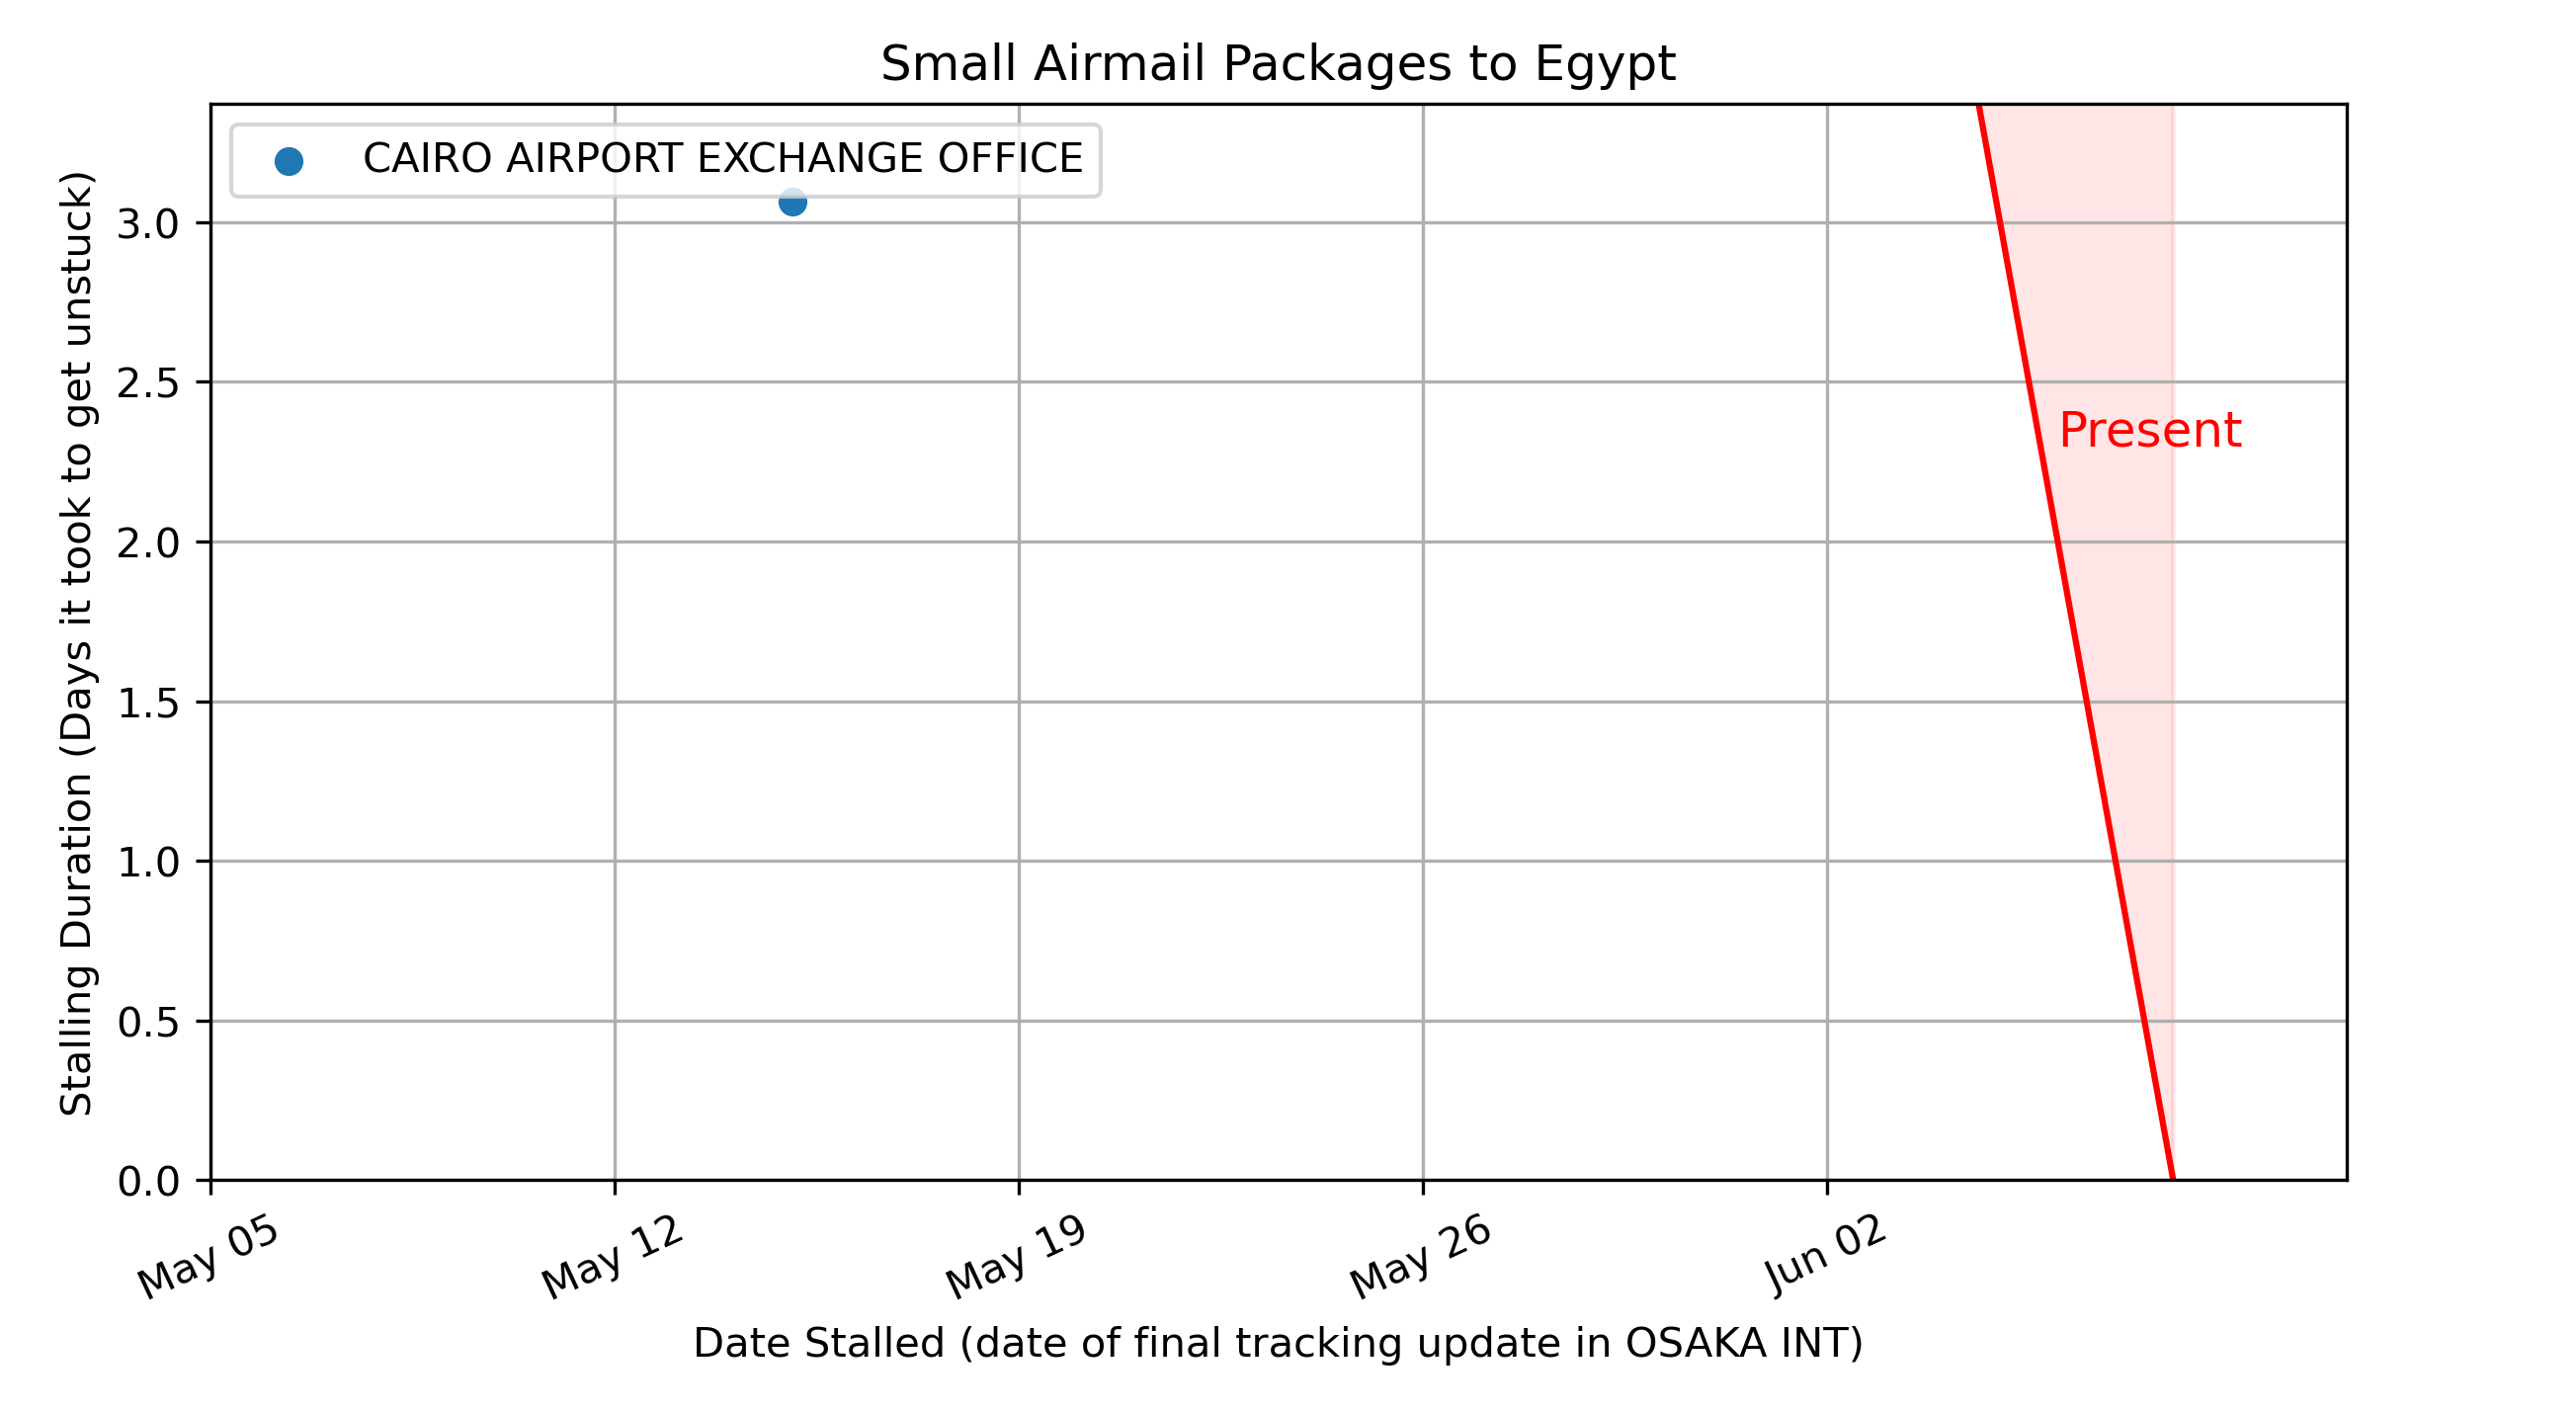 Small Airmail Packages to Egypt
CAIRO AIRPORT EXCHANGE OFFICE
Stalling Duration (Days it took to get unstuck)
3.0
2.5
2.0
1.5
1.0
0.5
0.0
Present
May 05
May 12
May 19
May 26
Jun 02
Date Stalled (date of final tracking update in OSAKA INT)